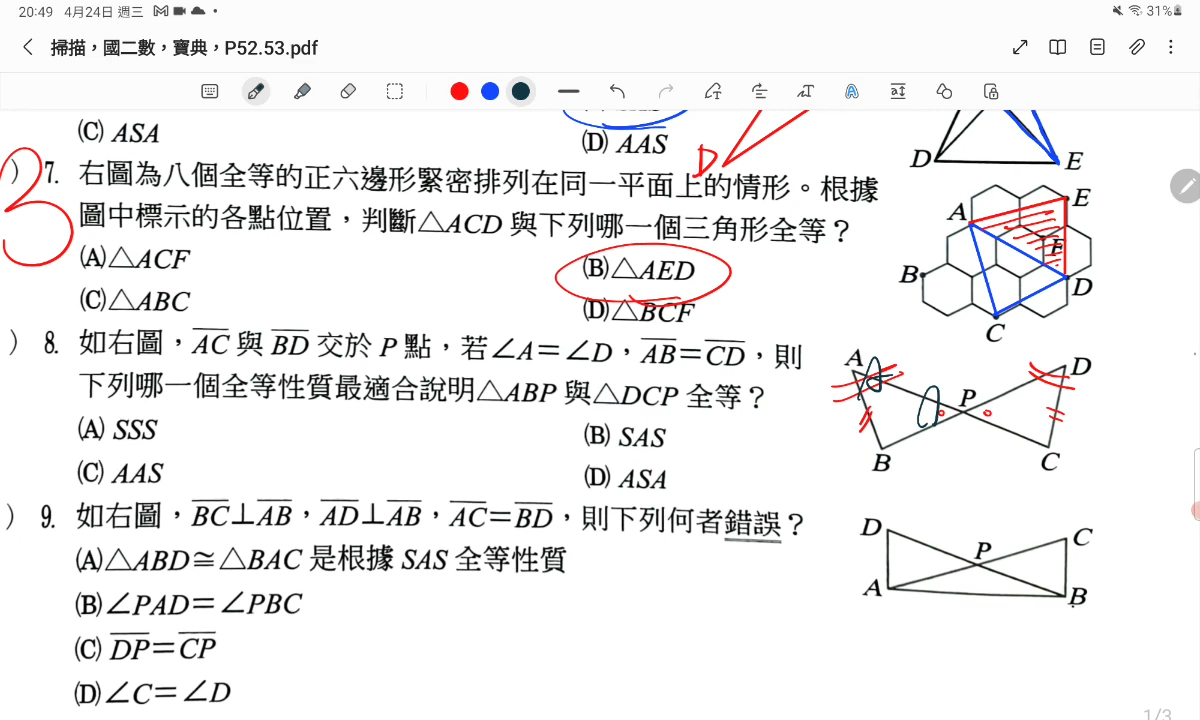 20:49 4月24日 週三 31%
掃描，國二數，寶典，P52.53.pdf
(C) ASA
(D) AAS
D
D E
3
) 7. 右圖為八個全等的正六邊形緊密排列在同一平面上的情形。根據
圖中標示的各點位置，判斷△ACD 與下列哪一個三角形全等？
(A)△ACF (B)△AED
(C)△ABC (D)△BCF
A E
F
B D
C
) 8. 如右圖，AC 與 BD 交於 P 點，若∠A＝∠D，AB＝CD，則
下列哪一個全等性質最適合說明△ABP 與△DCP 全等？
(A) SSS (B) SAS
(C) AAS (D) ASA
A A D
P
B C
) 9. 如右圖，BC⊥AB，AD⊥AB，AC＝BD，則下列何者錯誤？
(A)△ABD≅△BAC 是根據 SAS 全等性質
(B)∠PAD＝∠PBC
(C) DP＝CP
(D)∠C＝∠D
D C
P
A B
1/3